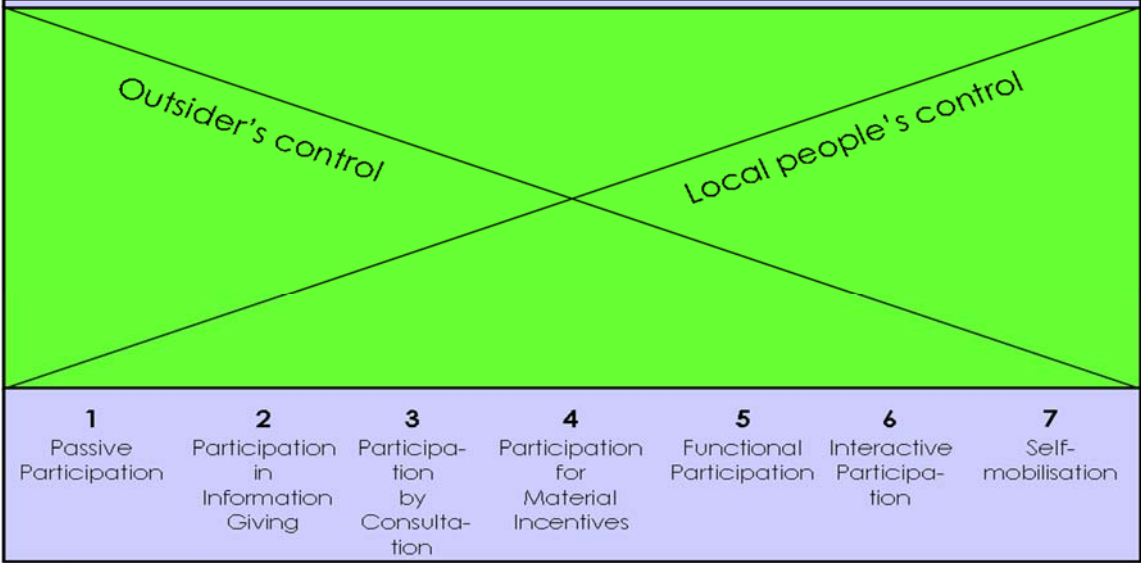 Outsider's control
Local people's control
1
Passive
Participation
2
Participation
in
Information
Giving
3
Participa-
tion
by
Consulta-
tion
4
Participation
for
Material
Incentives
5
Functional
Participation
6
Interactive
Participa-
tion
7
Self-
mobilisation